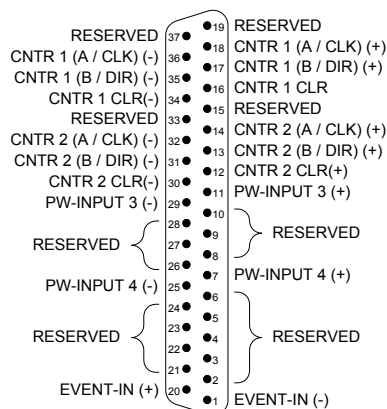 RESERVED 37 19 RESERVED
CNTR 1 (A / CLK) (-) 36 18 CNTR 1 (A / CLK) (+)
CNTR 1 (B / DIR) (-) 35 17 CNTR 1 (B / DIR) (+)
CNTR 1 CLR(-) 34 16 CNTR 1 CLR
RESERVED 33 15 RESERVED
CNTR 2 (A / CLK) (-) 32 14 CNTR 2 (A / CLK) (+)
CNTR 2 (B / DIR) (-) 31 13 CNTR 2 (B / DIR) (+)
CNTR 2 CLR(-) 30 12 CNTR 2 CLR(+)
PW-INPUT 3 (-) 29 11 PW-INPUT 3 (+)
28 10
RESERVED 27 9 RESERVED
26 8
PW-INPUT 4 (-) 25 7 PW-INPUT 4 (+)
24 6
23 5
RESERVED 22 4 RESERVED
21 3
2
EVENT-IN (+) 20 1 EVENT-IN (-)